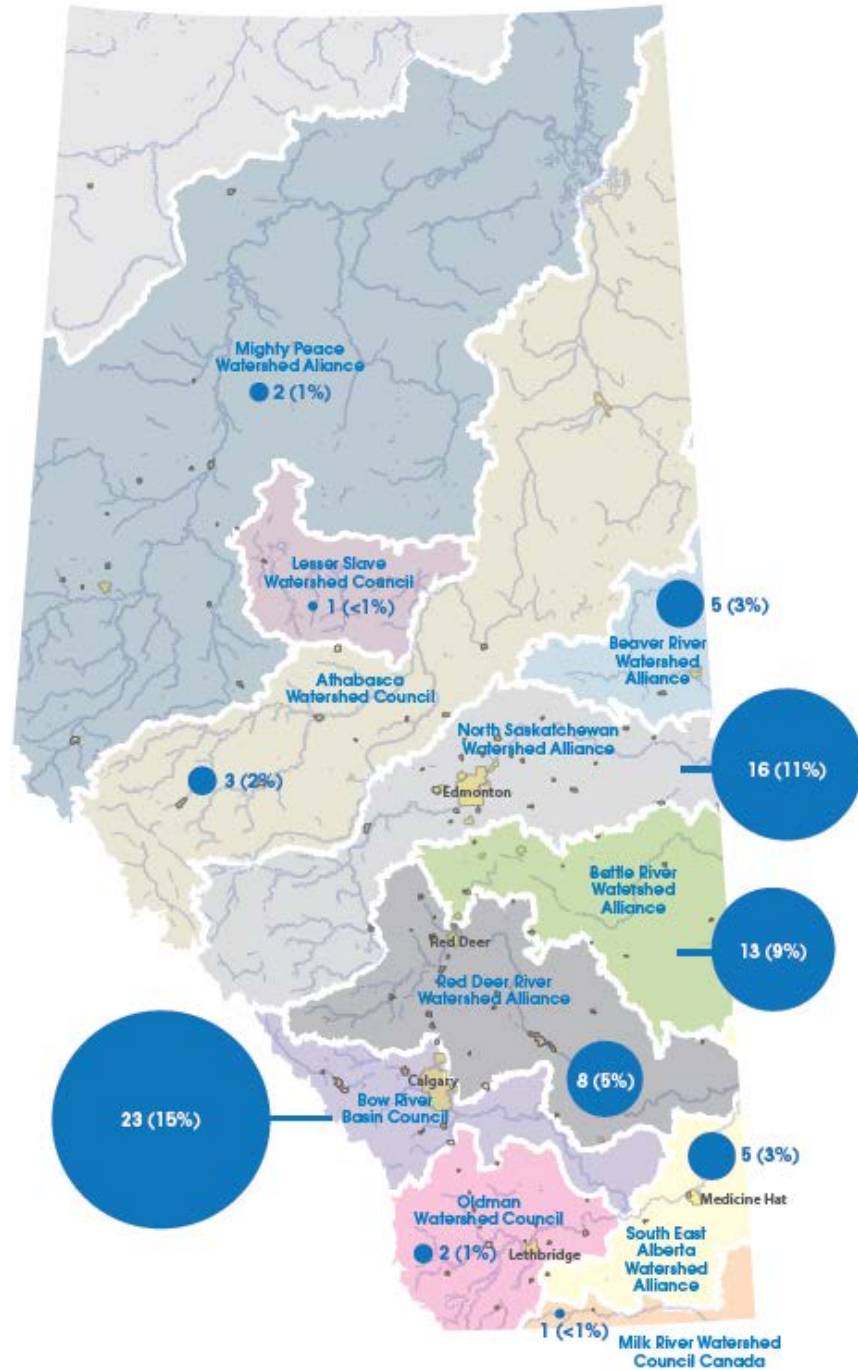 Mighty Peace
Watershed Aliance
2 (1%)
Lesser Slave
Watershed Council
1 (<1%)
5 (3%)
Beaver River
Watershed
Alliance
Athabasca
Watershed Council
3 (2%)
North Saskatchewan
Watershed Alliance
Edmonton
16 (11%)
Battle River
Watershed
Alliance
13 (9%)
Red Deer
Red Deer River
Watershed Alliance
8 (5%)
Calgary
Bow River
Basin Council
23 (15%)
5 (3%)
Medicine Hat
Oldman
Watershed Council
2 (1%)
Lethbridge
South East
Alberta
Watershed
Alliance
1 (<1%)
Milk River Watershed
Council Canada